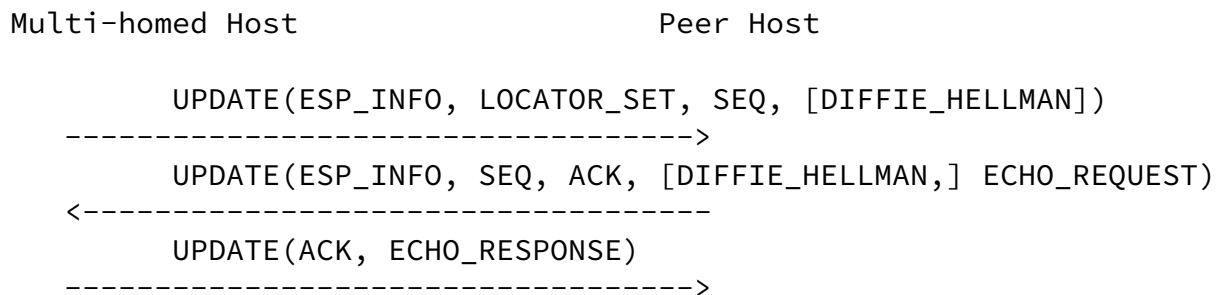 Multi-homed Host                    Peer Host
UPDATE(ESP_INFO, LOCATOR_SET, SEQ, [DIFFIE_HELLMAN])
----------------------------------->
UPDATE(ESP_INFO, SEQ, ACK, [DIFFIE_HELLMAN,] ECHO_REQUEST)
<-----------------------------------
UPDATE(ACK, ECHO_RESPONSE)
----------------------------------->